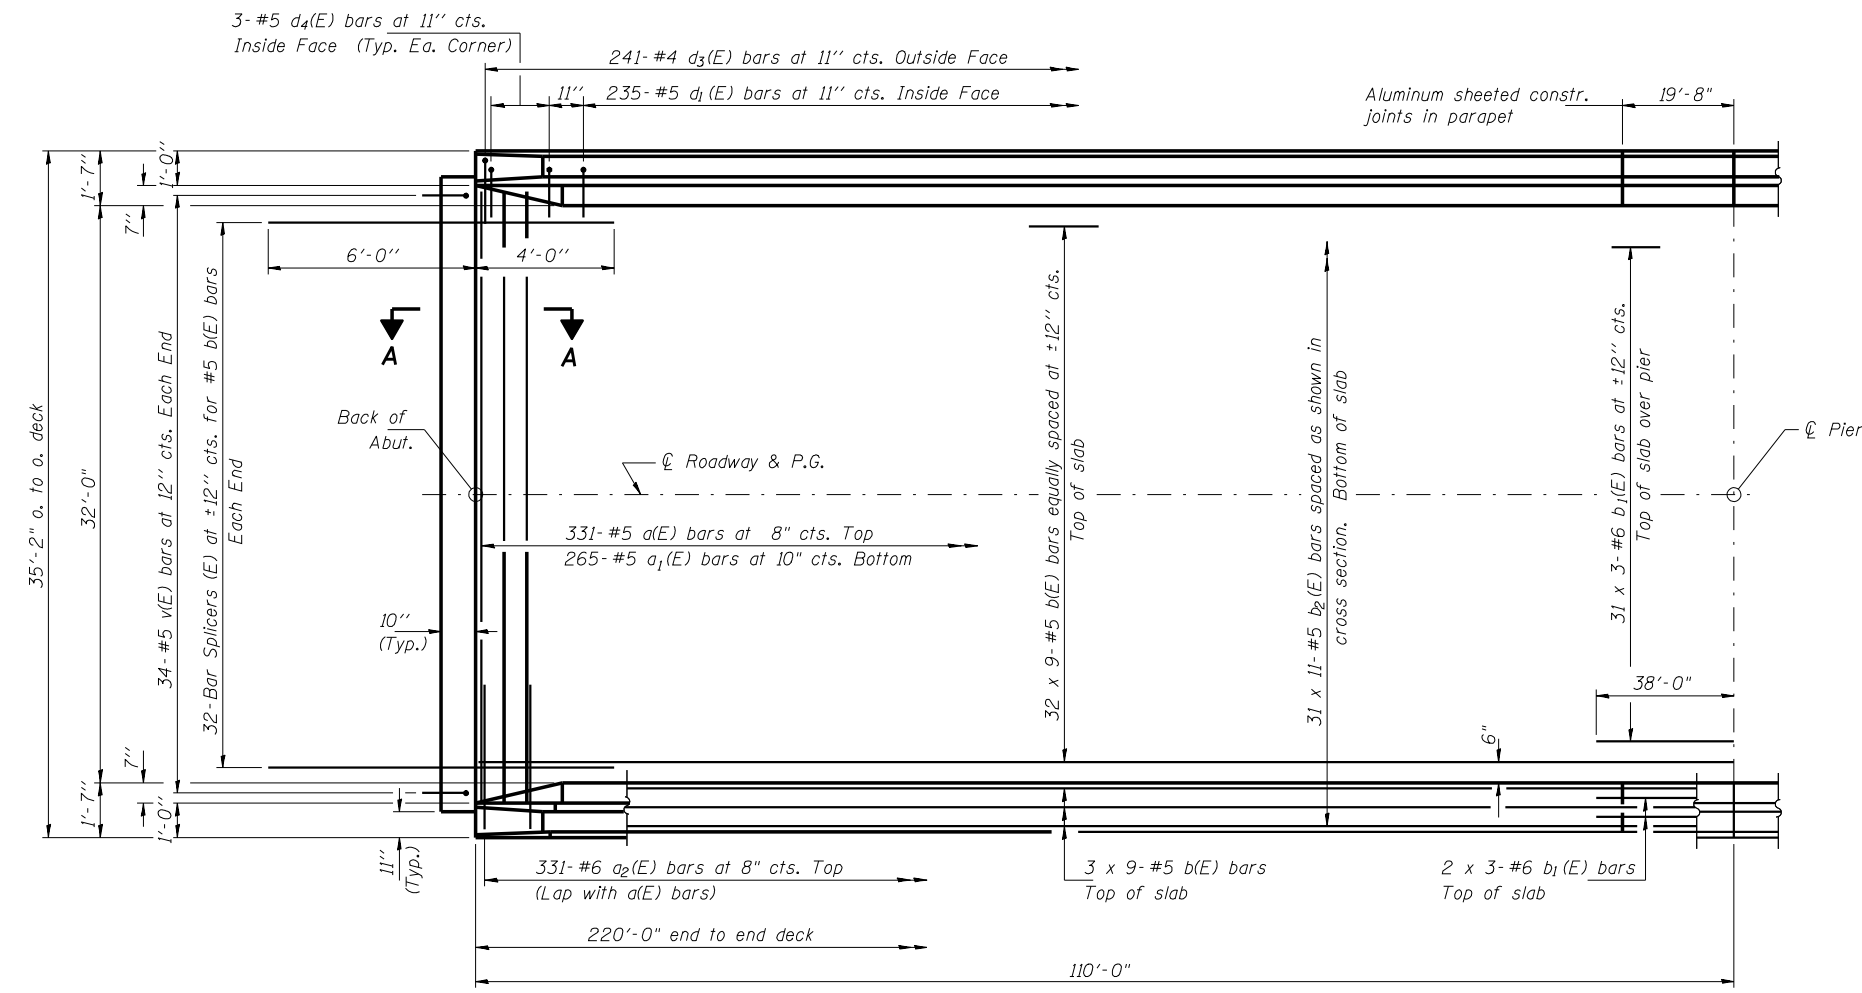 3-#5 d4(E) bars at 11'' cts.
Inside Face (Typ. Ea. Corner)
241-#4 d3(E) bars at 11'' cts. Outside Face
11''
235-#5 d1(E) bars at 11'' cts. Inside Face
Aluminum sheeted constr.
joints in parapet
19'-8"
1'-7''
1'-0''
7''
6'-0''
4'-0''
A
A
35'-2" o. to o. deck
32'-0"
34-#5 v(E) bars at 12'' cts. Each End
32-Bar Splicers (E) at ±12'' cts. for #5 b(E) bars
Each End
Back of
Abut.
℄ Roadway & P.G.
℄ Pier
331-#5 a(E) bars at 8" cts. Top
265-#5 a1(E) bars at 10" cts. Bottom
32 x 9-#5 b(E) bars equally spaced at ±12'' cts.
Top of slab
31 x 11-#5 b2(E) bars spaced as shown in
cross section. Bottom of slab
31 x 3-#6 b1(E) bars at ±12'' cts.
Top of slab over pier
10''
(Typ.)
38'-0"
6"
7''
1'-7''
1'-0''
11''
(Typ.)
331-#6 a2(E) bars at 8" cts. Top
(Lap with a(E) bars)
3 x 9-#5 b(E) bars
Top of slab
2 x 3-#6 b1(E) bars
Top of slab
220'-0" end to end deck
110'-0"